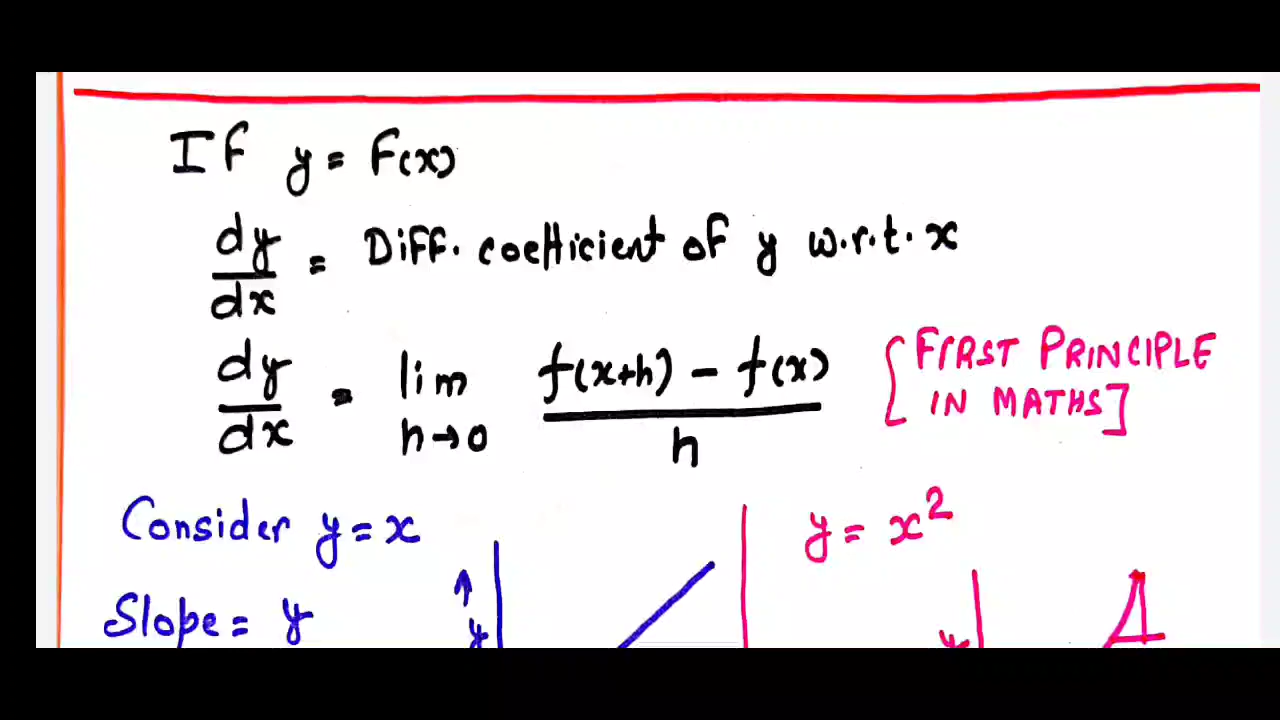 If y = F(x)
dy/dx = Diff. coefficient of y w.r.t. x
dy/dx = lim h→0 f(x+h) - f(x) / h [FIRST PRINCIPLE
IN MATHS]
Consider y = x
y = x²
Slope = y
y
y